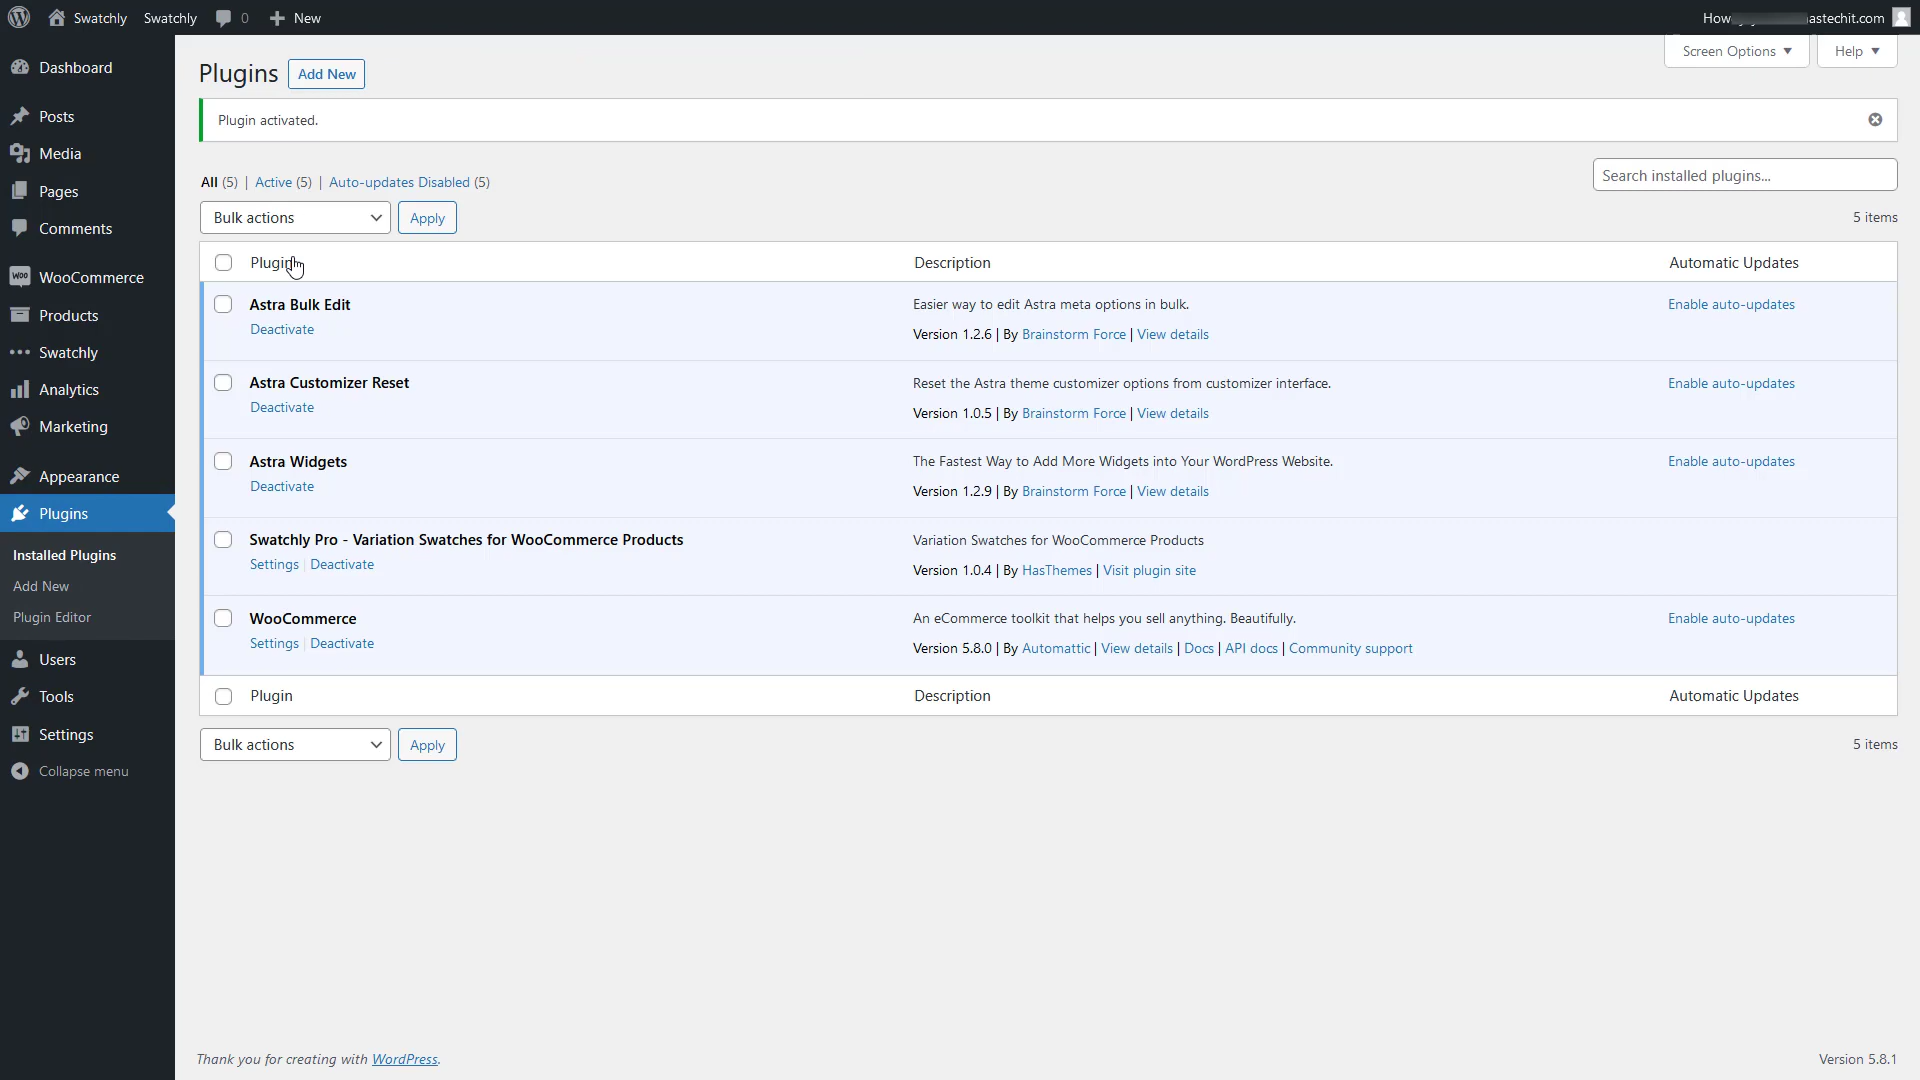 Swatchly Swatchly 0 New How astechit.com
Screen Options Help
Dashboard
Posts
Media
Pages
Comments
WOO WooCommerce
Products
Swatchly
Analytics
Marketing
Appearance
Plugins
Installed Plugins
Add New
Plugin Editor
Users
Tools
Settings
Collapse menu
Plugins Add New
Plugin activated.
All (5) | Active (5) | Auto-updates Disabled (5)
Search installed plugins...
Bulk actions Apply 5 items
Plugin Description Automatic Updates
Astra Bulk Edit Easier way to edit Astra meta options in bulk. Enable auto-updates
Deactivate Version 1.2.6 | By Brainstorm Force | View details
Astra Customizer Reset Reset the Astra theme customizer options from customizer interface. Enable auto-updates
Deactivate Version 1.0.5 | By Brainstorm Force | View details
Astra Widgets The Fastest Way to Add More Widgets into Your WordPress Website. Enable auto-updates
Deactivate Version 1.2.9 | By Brainstorm Force | View details
Swatchly Pro - Variation Swatches for WooCommerce Products Variation Swatches for WooCommerce Products
Settings | Deactivate Version 1.0.4 | By HasThemes | Visit plugin site
WooCommerce An eCommerce toolkit that helps you sell anything. Beautifully. Enable auto-updates
Settings | Deactivate Version 5.8.0 | By Automattic | View details | Docs | API docs | Community support
Plugin Description Automatic Updates
Bulk actions Apply 5 items
Thank you for creating with WordPress. Version 5.8.1